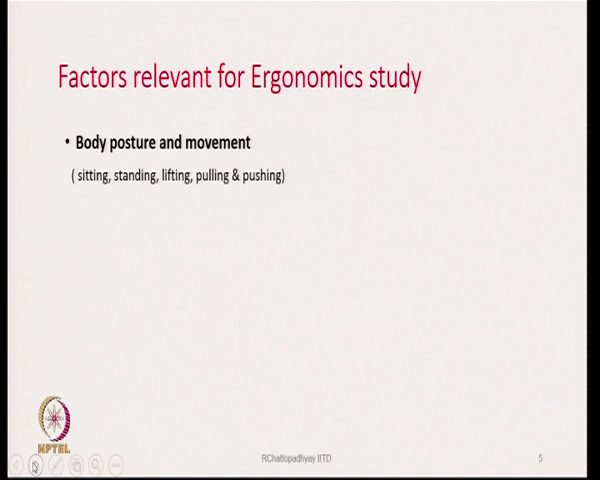 Factors relevant for Ergonomics study
• Body posture and movement
( sitting, standing, lifting, pulling & pushing)
NPTEL
RChattopadhyay IITD
5